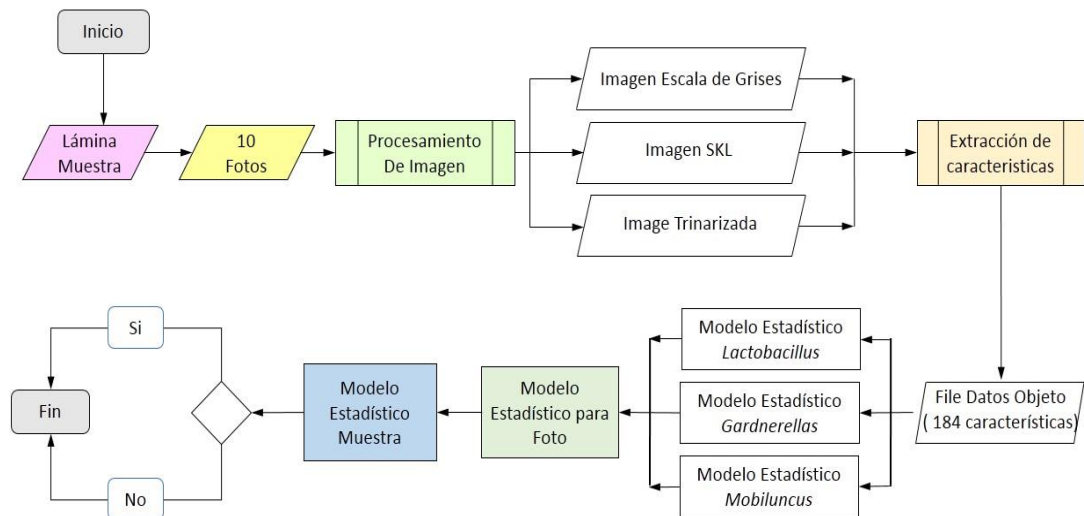 Inicio
Lámina
Muestra
10
Fotos
Procesamiento
De Imagen
Imagen Escala de Grises
Imagen SKL
Image Trinarizada
Extracción de
caracteristicas
File Datos Objeto
( 184 características)
Modelo Estadístico
Lactobacillus
Modelo Estadístico
Gardnerellas
Modelo Estadístico
Mobiluncus
Modelo
Estadístico para
Foto
Modelo
Estadístico
Muestra
Si
No
Fin